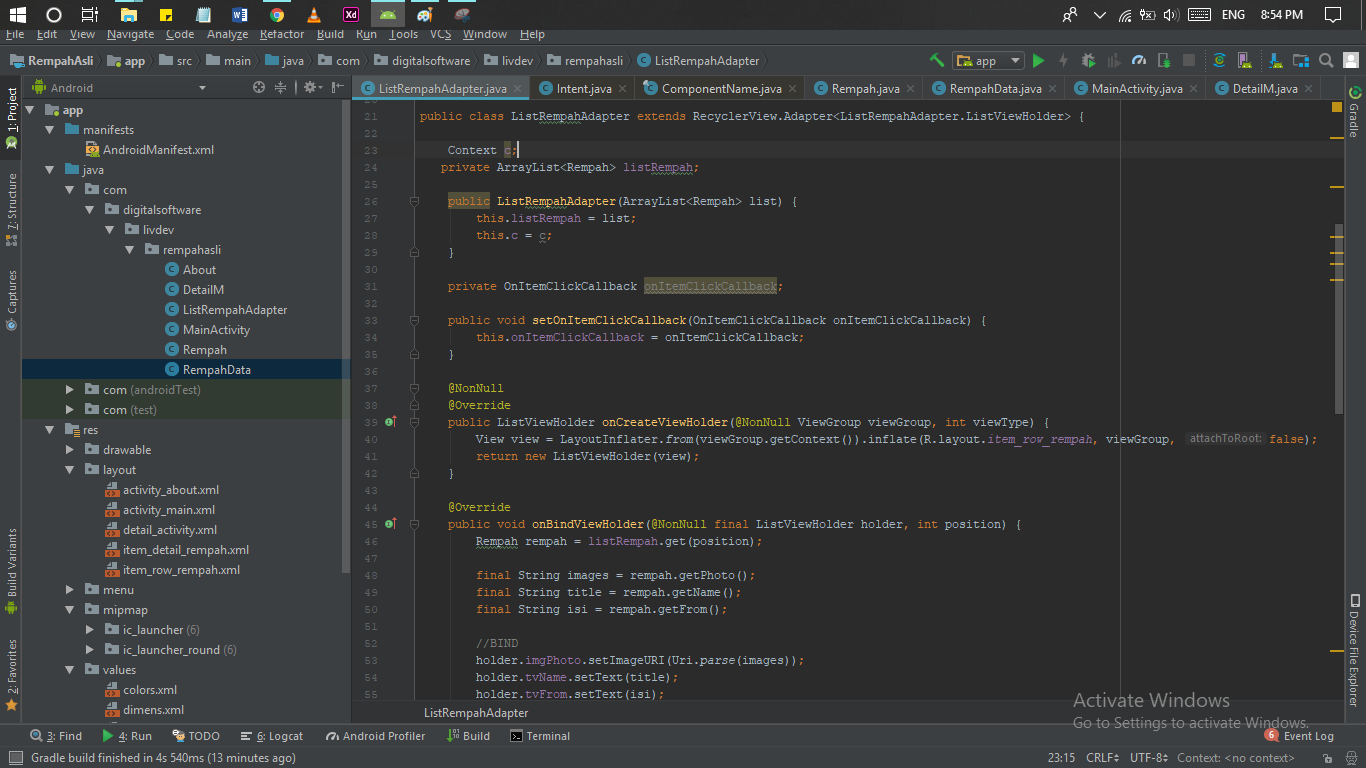 Xd
W
ENG 8:54 PM
File Edit View Navigate Code Analyze Refactor Build Run Tools VCS Window Help
RempahAsli app src main java com digitalsoftware livdev rempahasli ListRempahAdapter
app
1: Project
7: Structure
Captures
Build Variants
2: Favorites
Android
app
manifests
AndroidManifest.xml
java
com
digitalsoftware
livdev
rempahasli
About
DetailM
ListRempahAdapter
MainActivity
Rempah
RempahData
com (androidTest)
com (test)
res
drawable
layout
activity_about.xml
activity_main.xml
detail_activity.xml
item_detail_rempah.xml
item_row_rempah.xml
menu
mipmap
ic_launcher (6)
ic_launcher_round (6)
values
colors.xml
dimens.xml
ListRempahAdapter.java Intent.java ComponentName.java Rempah.java RempahData.java MainActivity.java DetailM.java
20
21 public class ListRempahAdapter extends RecyclerView.Adapter<ListRempahAdapter.ListViewHolder> {
22
23 Context c;
24 private ArrayList<Rempah> listRempah;
25
26 public ListRempahAdapter(ArrayList<Rempah> list) {
27 this.listRempah = list;
28 this.c = c;
29 }
30
31 private OnItemClickCallback onItemClickCallback;
32
33 public void setOnItemClickCallback(OnItemClickCallback onItemClickCallback) {
34 this.onItemClickCallback = onItemClickCallback;
35 }
36
37 @NonNull
38 @Override
39 public ListViewHolder onCreateViewHolder(@NonNull ViewGroup viewGroup, int viewType) {
40 View view = LayoutInflater.from(viewGroup.getContext()).inflate(R.layout.item_row_rempah, viewGroup, attachToRoot: false);
41 return new ListViewHolder(view);
42 }
43
44 @Override
45 public void onBindViewHolder(@NonNull final ListViewHolder holder, int position) {
46 Rempah rempah = listRempah.get(position);
47
48 final String images = rempah.getPhoto();
49 final String title = rempah.getName();
50 final String isi = rempah.getFrom();
51
52 //BIND
53 holder.imgPhoto.setImageURI(Uri.parse(images));
54 holder.tvName.setText(title);
55 holder.tvFrom.setText(isi);
ListRempahAdapter
Gradle
Device File Explorer
Activate Windows
Go to Settings to activate Windows.
3: Find 4: Run TODO 6: Logcat Android Profiler Build Terminal 6 Event Log
Gradle build finished in 4s 540ms (13 minutes ago) 23:15 CRLF UTF-8 Context: <no context>